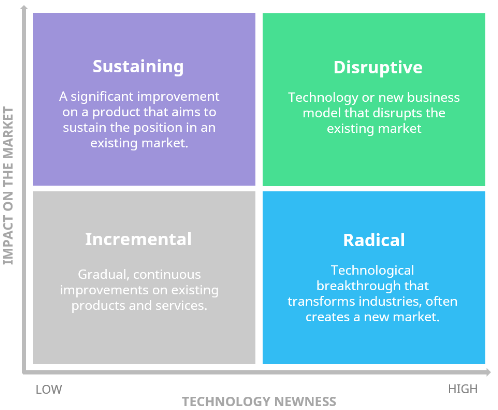 IMPACT ON THE MARKET
Sustaining
A significant improvement
on a product that aims to
sustain the position in an
existing market.
Disruptive
Technology or new business
model that disrupts the
existing market
Incremental
Gradual, continuous
improvements on existing
products and services.
Radical
Technological
breakthrough that
transforms industries, often
creates a new market.
LOW
HIGH
TECHNOLOGY NEWNESS